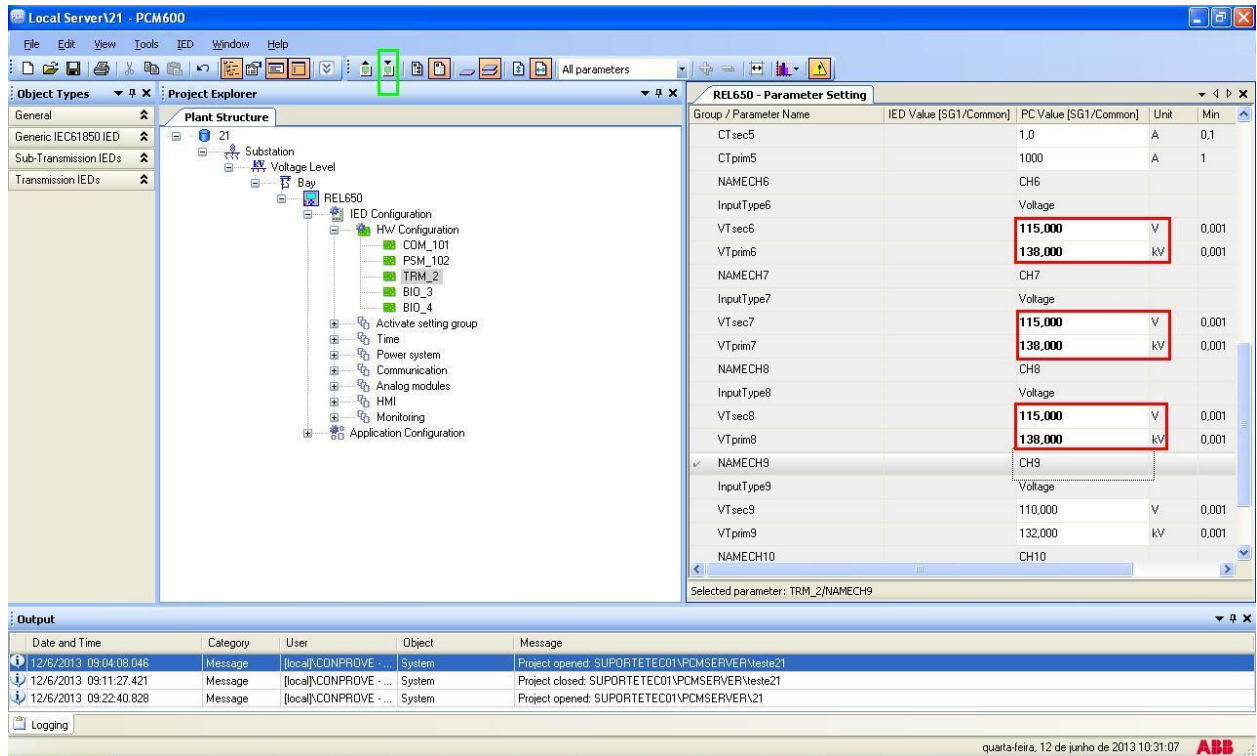 Local Server\21 - PCM600
File Edit View Tools IED Window Help
All parameters
Object Types
General
Generic IEC61850 IED
Sub-Transmission IEDs
Transmission IEDs
Project Explorer
Plant Structure
21
Substation
Voltage Level
Bay
REL650
IED Configuration
HW Configuration
COM_101
PSM_102
TRM_2
BIO_3
BIO_4
Activate setting group
Time
Power system
Communication
Analog modules
HMI
Monitoring
Application Configuration
REL650 - Parameter Setting
Group / Parameter Name IED Value [SG1/Common] PC Value [SG1/Common] Unit Min
CTsec5 1,0 A 0,1
CTprim5 1000 A 1
NAMECH6 CH6
InputType6 Voltage
VTsec6 115,000 V 0,001
VTprim6 138,000 kV 0,001
NAMECH7 CH7
InputType7 Voltage
VTsec7 115,000 V 0,001
VTprim7 138,000 kV 0,001
NAMECH8 CH8
InputType8 Voltage
VTsec8 115,000 V 0,001
VTprim8 138,000 kV 0,001
NAMECH9 CH9
InputType9 Voltage
VTsec9 110,000 V 0,001
VTprim9 132,000 kV 0,001
NAMECH10 CH10
Selected parameter: TRM_2/NAMECH9
Output
Date and Time Category User Object Message
12/6/2013 09:04:08.046 Message [local]\CONPROVE - ... System Project opened: SUPORTETEC01\PCMSERVER\teste21
12/6/2013 09:11:27.421 Message [local]\CONPROVE - ... System Project closed: SUPORTETEC01\PCMSERVER\teste21
12/6/2013 09:22:40.828 Message [local]\CONPROVE - ... System Project opened: SUPORTETEC01\PCMSERVER\21
Logging
quarta-feira, 12 de junho de 2013 10:31:07 ABB